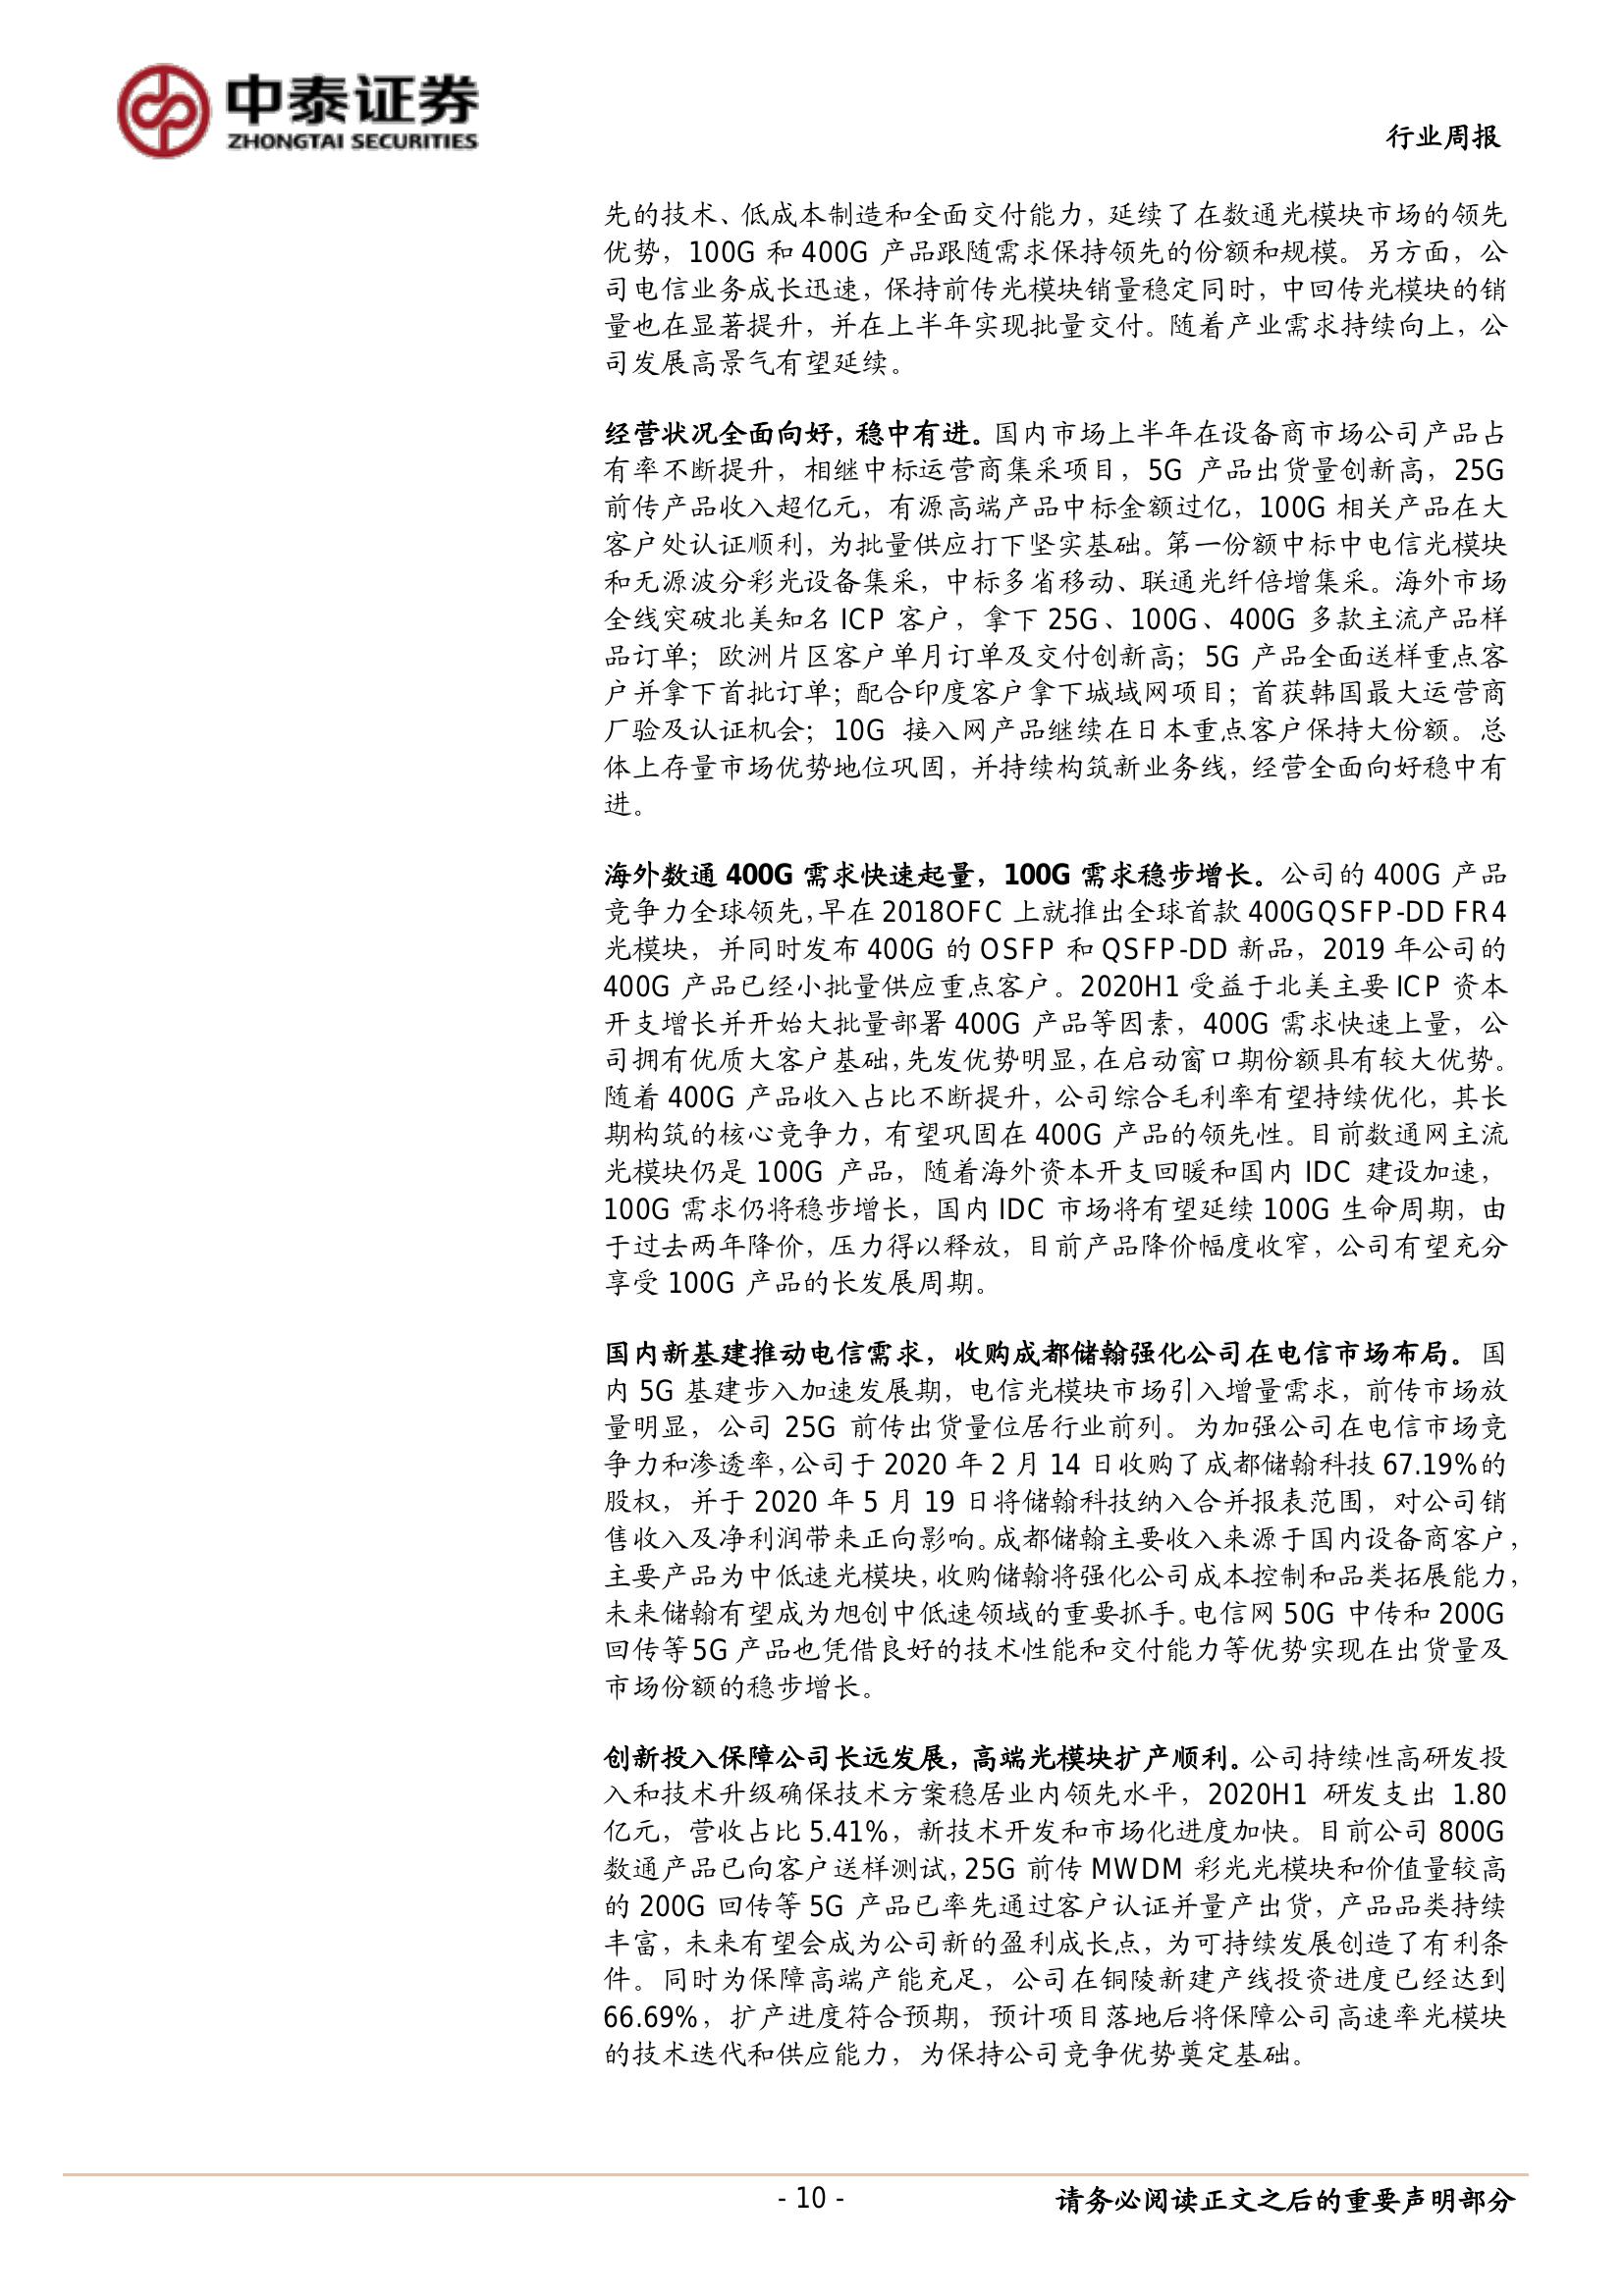 中泰证券
ZHONGTAI SECURITIES
行业周报
先的技术、低成本制造和全面交付能力，延续了在数通光模块市场的领先
优势，100G 和 400G 产品跟随需求保持领先的份额和规模。另方面，公
司电信业务成长迅速，保持前传光模块销量稳定同时，中回传光模块的销
量也在显著提升，并在上半年实现批量交付。随着产业需求持续向上，公
司发展高景气有望延续。
经营状况全面向好，稳中有进。国内市场上半年在设备商市场公司产品占
有率不断提升，相继中标运营商集采项目，5G 产品出货量创新高，25G
前传产品收入超亿元，有源高端产品中标金额过亿，100G 相关产品在大
客户处认证顺利，为批量供应打下坚实基础。第一份额中标中电信光模块
和无源波分彩光设备集采，中标多省移动、联通光纤倍增集采。海外市场
全线突破北美知名 ICP 客户，拿下 25G、100G、400G 多款主流产品样
品订单；欧洲片区客户单月订单及交付创新高；5G 产品全面送样重点客
户并拿下首批订单；配合印度客户拿下城域网项目；首获韩国最大运营商
厂验及认证机会；10G 接入网产品继续在日本重点客户保持大份额。总
体上存量市场优势地位巩固，并持续构筑新业务线，经营全面向好稳中有
进。
海外数通 400G 需求快速起量，100G 需求稳步增长。公司的 400G 产品
竞争力全球领先，早在 2018OFC 上就推出全球首款 400GQSFP-DD FR4
光模块，并同时发布 400G 的 OSFP 和 QSFP-DD 新品，2019 年公司的
400G 产品已经小批量供应重点客户。2020H1 受益于北美主要 ICP 资本
开支增长并开始大批量部署 400G 产品等因素，400G 需求快速上量，公
司拥有优质大客户基础，先发优势明显，在启动窗口期份额具有较大优势。
随着 400G 产品收入占比不断提升，公司综合毛利率有望持续优化，其长
期构筑的核心竞争力，有望巩固在 400G 产品的领先性。目前数通网主流
光模块仍是 100G 产品，随着海外资本开支回暖和国内 IDC 建设加速，
100G 需求仍将稳步增长，国内 IDC 市场将有望延续 100G 生命周期，由
于过去两年降价，压力得以释放，目前产品降价幅度收窄，公司有望充分
享受 100G 产品的长发展周期。
国内新基建推动电信需求，收购成都储翰强化公司在电信市场布局。国
内 5G 基建步入加速发展期，电信光模块市场引入增量需求，前传市场放
量明显，公司 25G 前传出货量位居行业前列。为加强公司在电信市场竞
争力和渗透率，公司于 2020 年 2 月 14 日收购了成都储翰科技 67.19%的
股权，并于 2020 年 5 月 19 日将储翰科技纳入合并报表范围，对公司销
售收入及净利润带来正向影响。成都储翰主要收入来源于国内设备商客户，
主要产品为中低速光模块，收购储翰将强化公司成本控制和品类拓展能力，
未来储翰有望成为旭创中低速领域的重要抓手。电信网 50G 中传和 200G
回传等 5G 产品也凭借良好的技术性能和交付能力等优势实现在出货量及
市场份额的稳步增长。
创新投入保障公司长远发展，高端光模块扩产顺利。公司持续性高研发投
入和技术升级确保技术方案稳居业内领先水平，2020H1 研发支出 1.80
亿元，营收占比 5.41%，新技术开发和市场化进度加快。目前公司 800G
数通产品已向客户送样测试，25G 前传 MWDM 彩光光模块和价值量较高
的 200G 回传等 5G 产品已率先通过客户认证并量产出货，产品品类持续
丰富，未来有望会成为公司新的盈利成长点，为可持续发展创造了有利条
件。同时为保障高端产能充足，公司在铜陵新建产线投资进度已经达到
66.69%，扩产进度符合预期，预计项目落地后将保障公司高速率光模块
的技术迭代和供应能力，为保持公司竞争优势奠定基础。
- 10 -
请务必阅读正文之后的重要声明部分